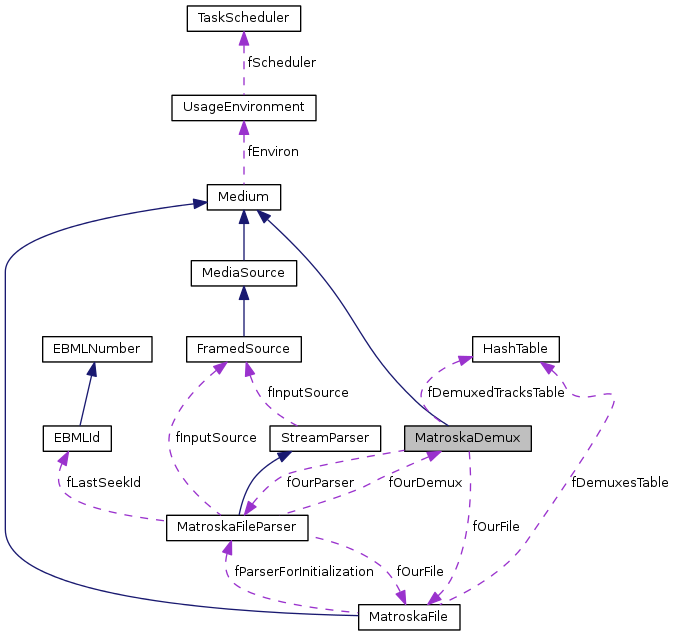 TaskScheduler
fScheduler
UsageEnvironment
fEnviron
Medium
MediaSource
EBMLNumber
FramedSource
HashTable
fInputSource
fDemuxedTracksTable
EBMLId
fInputSource
StreamParser
MatroskaDemux
fLastSeekId
fOurParser
fOurDemux
fDemuxesTable
MatroskaFileParser
fOurFile
fParserForInitialization
fOurFile
MatroskaFile